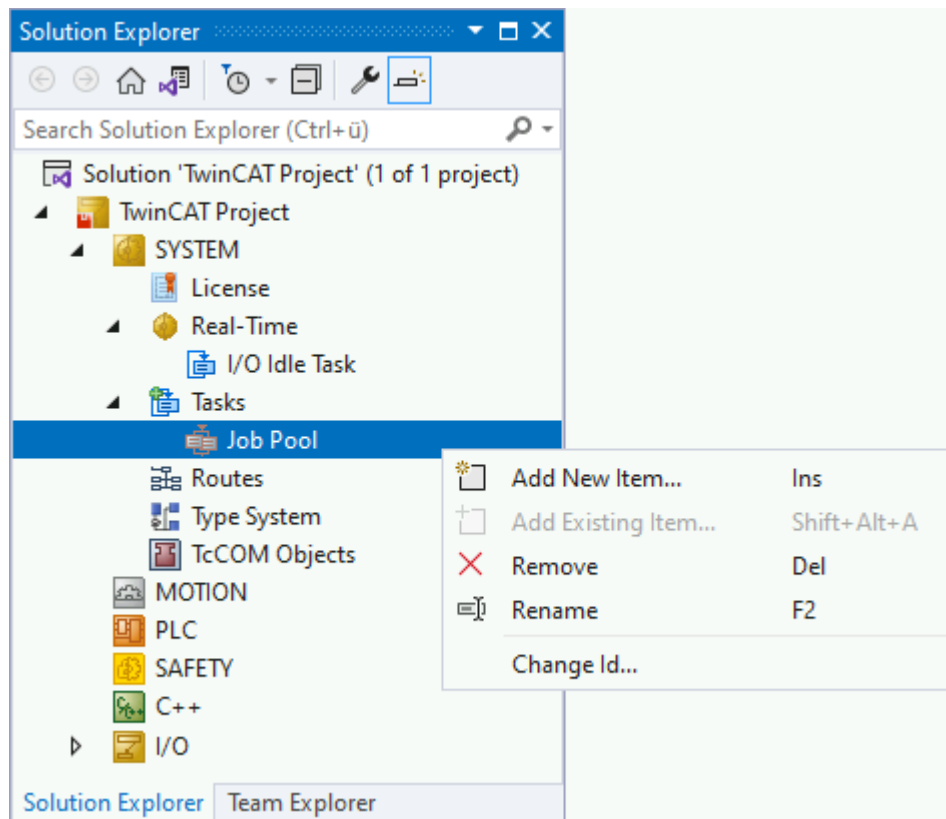 Solution Explorer
Search Solution Explorer (Ctrl+ü)
Solution 'TwinCAT Project' (1 of 1 project)
TwinCAT Project
SYSTEM
License
Real-Time
I/O Idle Task
Tasks
Job Pool
Routes
Type System
TcCOM Objects
MOTION
PLC
SAFETY
C++
I/O
Add New Item... Ins
Add Existing Item... Shift+Alt+A
Remove Del
Rename F2
Change Id...
Solution Explorer Team Explorer